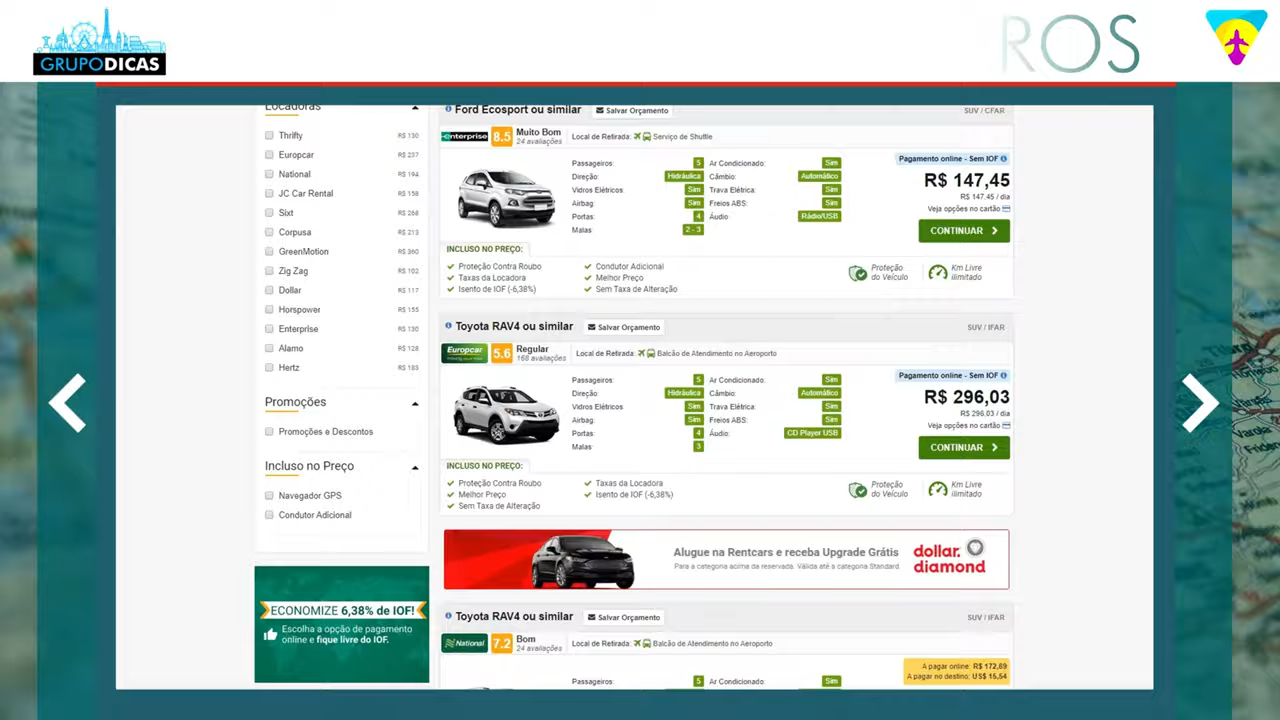 GRUPODICAS
ROS
Locadoras
Thrifty R$ 130
Europcar R$ 237
National R$ 194
JC Car Rental R$ 158
Sixt R$ 268
Corpusa R$ 213
GreenMotion R$ 360
Zig Zag R$ 102
Dollar R$ 117
Horspower R$ 155
Enterprise R$ 130
Alamo R$ 128
Hertz R$ 183
Promoções
Promoções e Descontos
Incluso no Preço
Navegador GPS
Condutor Adicional
ECONOMIZE 6,38% de IOF!
Escolha a opção de pagamento
online e fique livre do IOF.
Ford Ecosport ou similar Salvar Orçamento SUV / CFAR
enterprise 8.5 Muito Bom 24 avaliações Local de Retirada: Serviço de Shuttle
Passageiros: 5 Ar Condicionado: Sim
Direção: Hidráulica Câmbio: Automático
Vidros Elétricos: Sim Trava Elétrica: Sim
Airbag: Sim Freios ABS: Sim
Portas: 4 Áudio: Rádio/USB
Malas: 2 - 3
Pagamento online - Sem IOF
R$ 147,45
R$ 147,45 / dia
Veja opções no cartão
CONTINUAR
INCLUSO NO PREÇO:
Proteção Contra Roubo Condutor Adicional
Taxas da Locadora Melhor Preço
Isento de IOF (-6,38%) Sem Taxa de Alteração
Proteção do Veículo Km Livre ilimitado
Toyota RAV4 ou similar Salvar Orçamento SUV / IFAR
Europcar 5.6 Regular 168 avaliações Local de Retirada: Balcão de Atendimento no Aeroporto
Passageiros: 5 Ar Condicionado: Sim
Direção: Hidráulica Câmbio: Automático
Vidros Elétricos: Sim Trava Elétrica: Sim
Airbag: Sim Freios ABS: Sim
Portas: 4 Áudio: CD Player USB
Malas: 3
Pagamento online - Sem IOF
R$ 296,03
R$ 296,03 / dia
Veja opções no cartão
CONTINUAR
INCLUSO NO PREÇO:
Proteção Contra Roubo Taxas da Locadora
Melhor Preço Isento de IOF (-6,38%)
Sem Taxa de Alteração
Proteção do Veículo Km Livre ilimitado
Alugue na Rentcars e receba Upgrade Grátis
Para a categoria acima da reservada. Válida até a categoria Standard
dollar.
diamond
Toyota RAV4 ou similar Salvar Orçamento SUV / IFAR
National 7.2 Bom 24 avaliações Local de Retirada: Balcão de Atendimento no Aeroporto
A pagar online: R$ 172,69
A pagar no destino: US$ 15,54
Passageiros: 5 Ar Condicionado: Sim